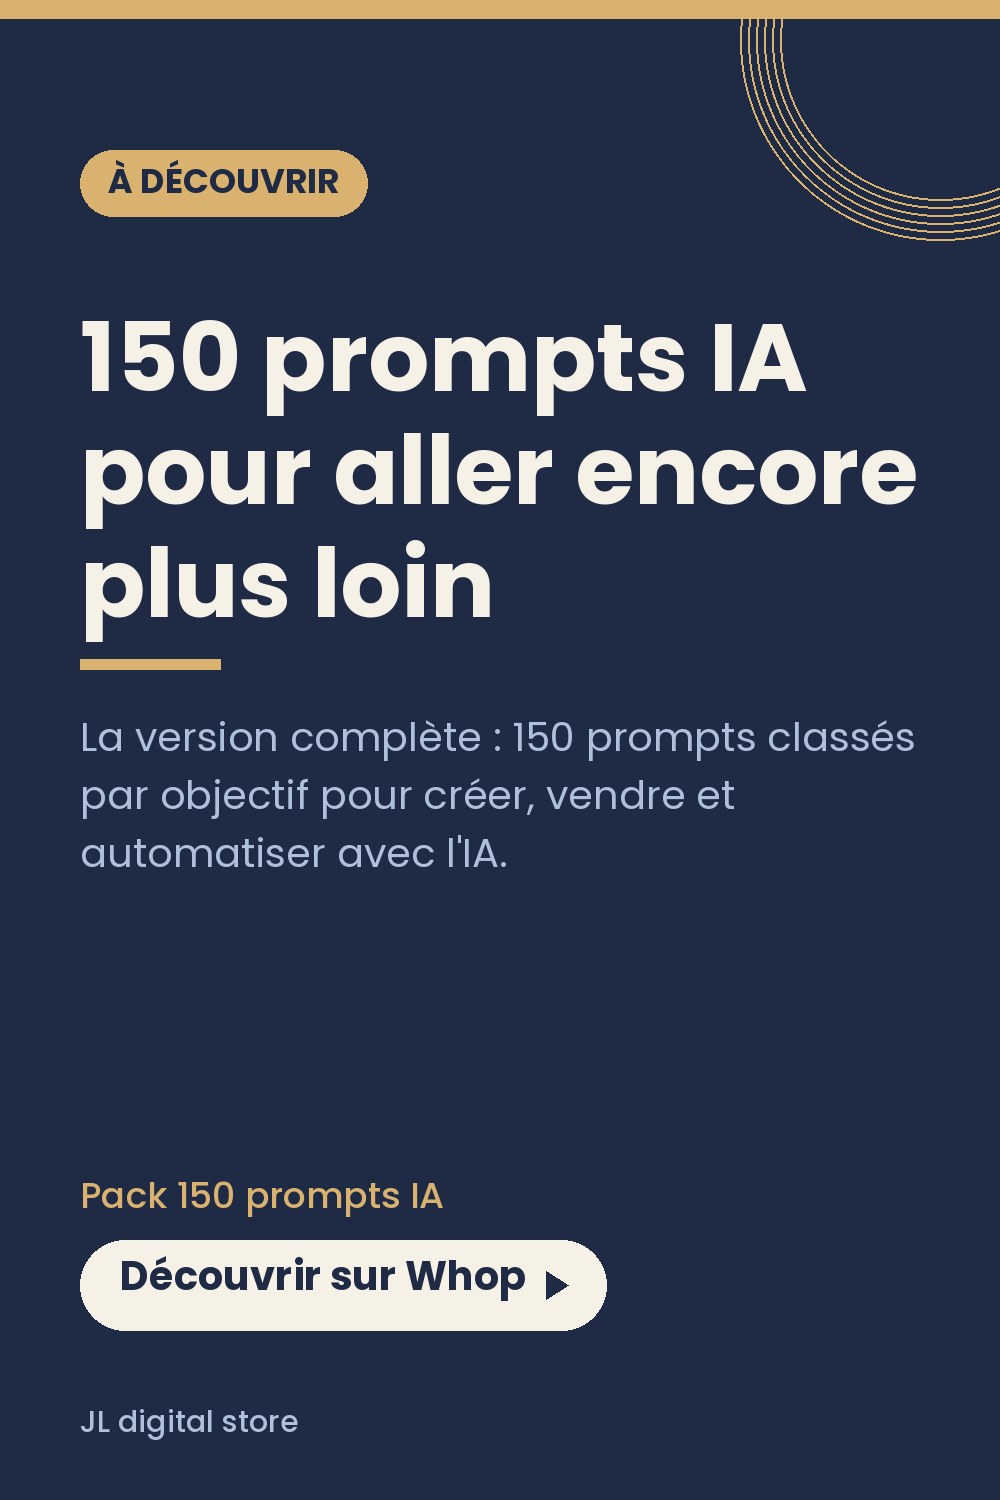 À DÉCOUVRIR
150 prompts IA
pour aller encore
plus loin
La version complète : 150 prompts classés
par objectif pour créer, vendre et
automatiser avec l'IA.
Pack 150 prompts IA
Découvrir sur Whop
JL digital store